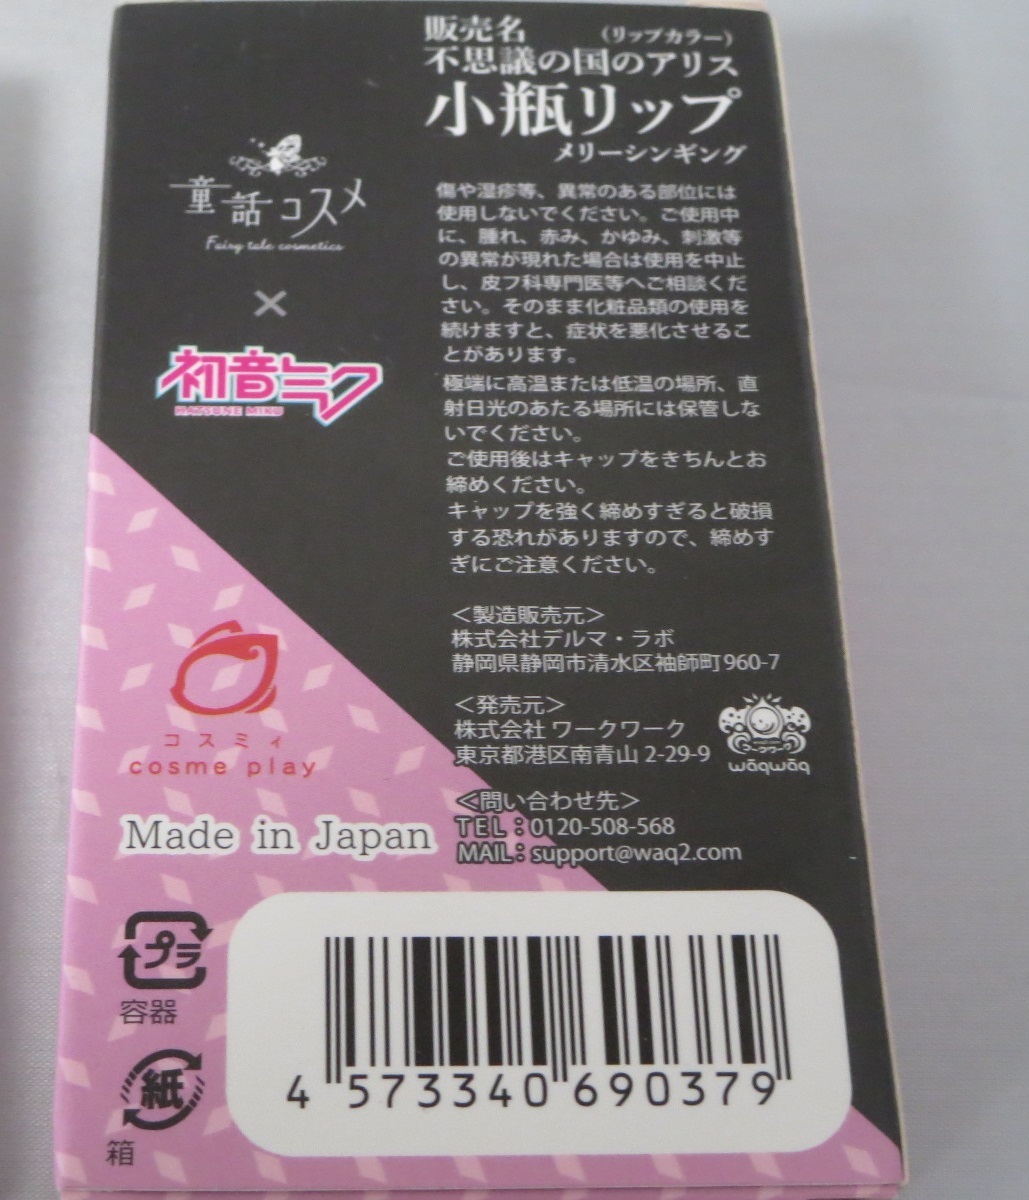 販売名 （リップカラー）
不思議の国のアリス
小瓶リップ
メリーシンギング
童話コスメ
Fairy tale cosmetics
×
初音ミク
HATSUNE MIKU
傷や湿疹等、異常のある部位には
使用しないでください。ご使用中
に、腫れ、赤み、かゆみ、刺激等
の異常が現れた場合は使用を中止
し、皮フ科専門医等へご相談くだ
さい。そのまま化粧品類の使用を
続けますと、症状を悪化させるこ
とがあります。
極端に高温または低温の場所、直
射日光のあたる場所には保管しな
いでください。
ご使用後はキャップをきちんとお
締めください。
キャップを強く締めすぎると破損
する恐れがありますので、締めす
ぎにご注意ください。
＜製造販売元＞
株式会社デルマ・ラボ
静岡県静岡市清水区袖師町960-7
＜発売元＞
株式会社 ワークワーク
東京都港区南青山 2-29-9
ワークワーク
wāqwāq
＜問い合わせ先＞
TEL：0120-508-568
MAIL：support@waq2.com
コスミィ
cosme play
Made in Japan
プラ
容器
紙
箱
4 573340 690379